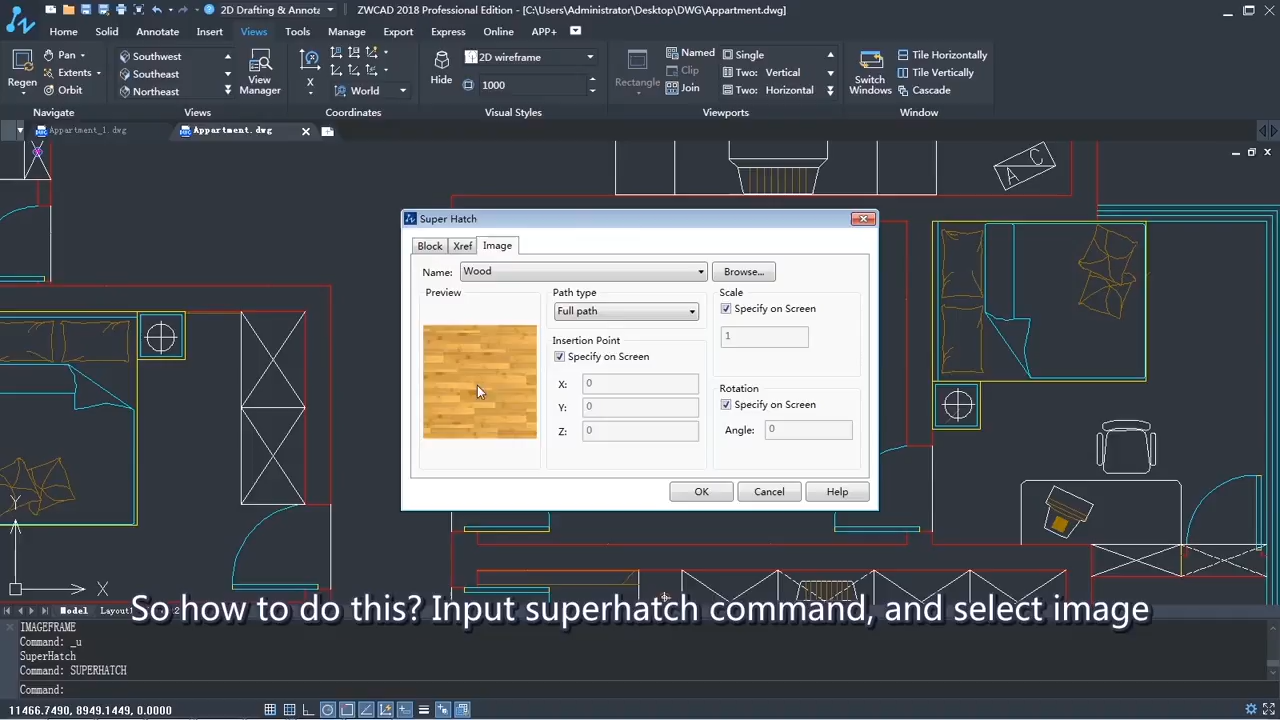 2D Drafting & Annotat
ZWCAD 2018 Professional Edition - [C:\Users\Administrator\Desktop\DWG\Appartment.dwg]
Home Solid Annotate Insert Views Tools Manage Export Express Online APP+
Regen
Pan
Extents
Orbit
Navigate
Southwest
Southeast
Northeast
View
Manager
Views
X
World
Coordinates
Hide
2D wireframe
1000
Visual Styles
Rectangle
Named
Clip
Join
Single
Two: Vertical
Two: Horizontal
Viewports
Switch
Windows
Tile Horizontally
Tile Vertically
Cascade
Window
Appartment_1.dwg
Appartment.dwg
A C
Super Hatch
Block Xref Image
Name: Wood Browse...
Preview
Path type
Full path
Insertion Point
Specify on Screen
X: 0
Y: 0
Z: 0
Scale
Specify on Screen
1
Rotation
Specify on Screen
Angle: 0
OK Cancel Help
Y
X
Model Layout1
So how to do this? Input superhatch command, and select image
IMAGEFRAME
Command: _u
SuperHatch
Command: SUPERHATCH
Command:
11466.7490, 8949.1449, 0.0000